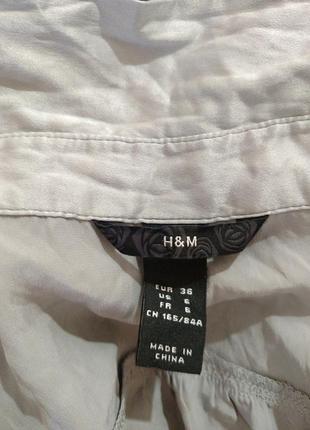 H&M
EUR 36
US 6
FR 6
CN 165/84A
MADE IN
CHINA